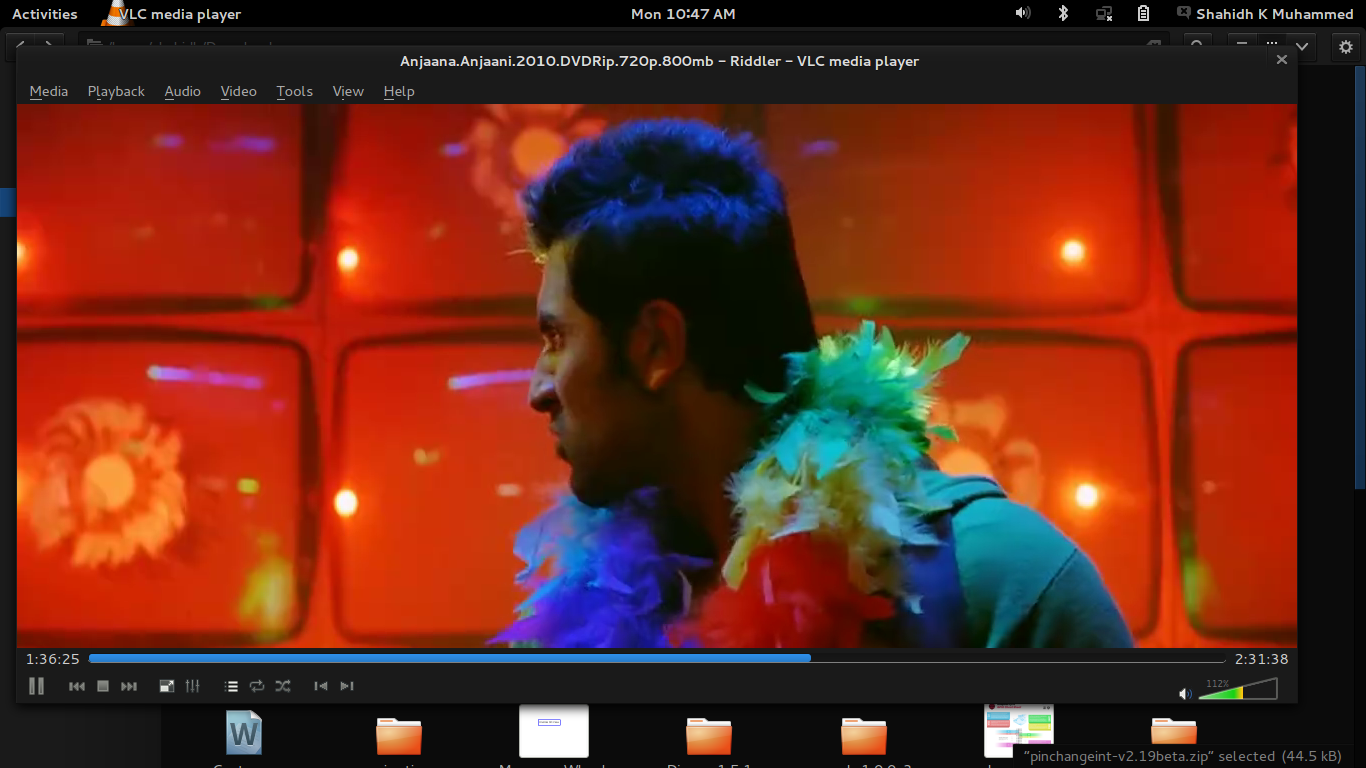 Activities VLC media player Mon 10:47 AM Shahidh K Muhammed
Anjaana.Anjaani.2010.DVDRip.720p.800mb - Riddler - VLC media player
Media Playback Audio Video Tools View Help
1:36:25 2:31:38
112%
W
"pinchangeint-v2.19beta.zip" selected (44.5 kB)